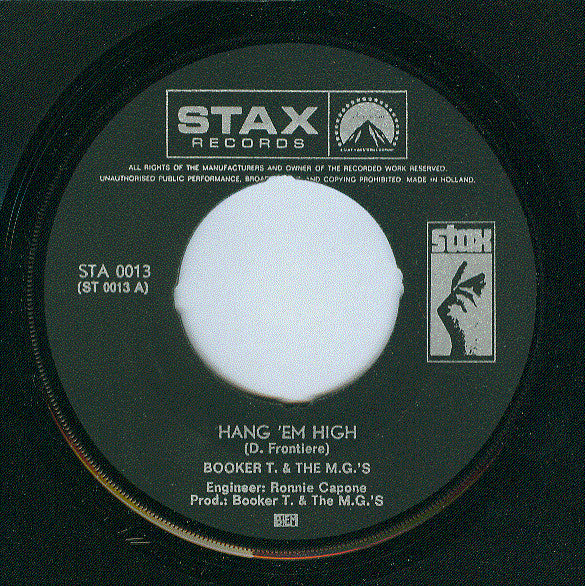 STAX
RECORDS
ALL RIGHTS OF THE MANUFACTURERS AND OWNER OF THE RECORDED WORK RESERVED.
UNAUTHORISED PUBLIC PERFORMANCE, AND COPYING PROHIBITED. MADE IN HOLLAND.
stax
STA 0013
(ST 0013 A)
HANG 'EM HIGH
(D. Frontiere)
BOOKER T. & THE M.G.'S
Engineer: Ronnie Capone
Prod.: Booker T. & The M.G.'S
BIEM